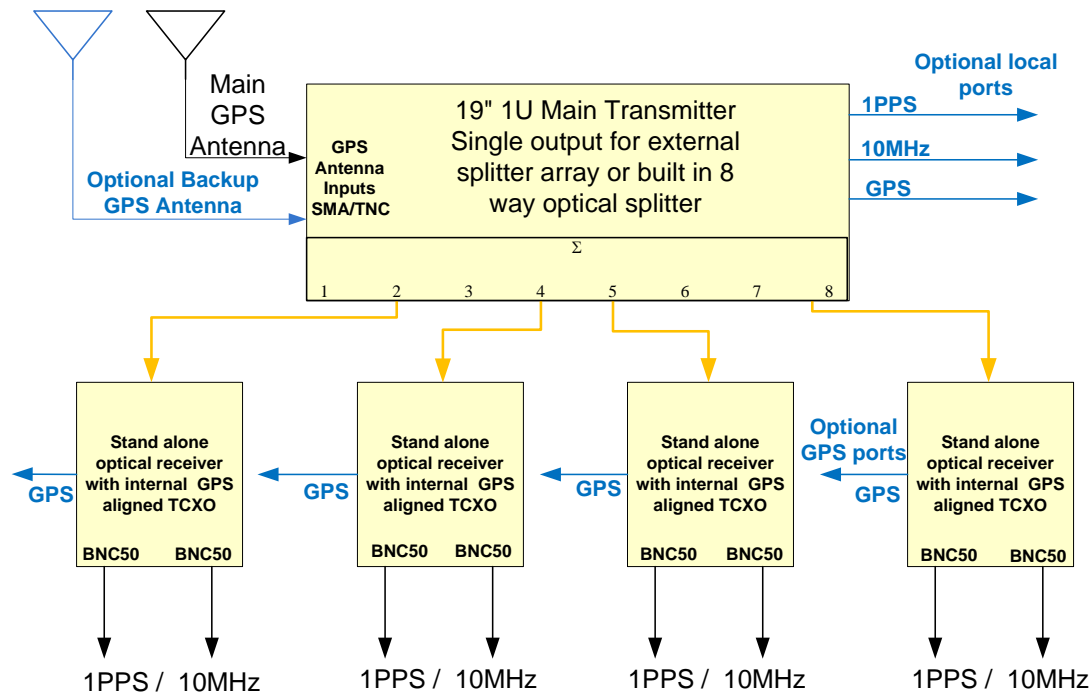 Main
GPS
Antenna
Optional Backup
GPS Antenna
GPS
Antenna
Inputs
SMA/TNC
19" 1U Main Transmitter
Single output for external
splitter array or built in 8
way optical splitter
Optional local
ports
1PPS
10MHz
GPS
Σ
1 2 3 4 5 6 7 8
Stand alone
optical receiver
with internal GPS
aligned TCXO
BNC50 BNC50
GPS
1PPS / 10MHz
Stand alone
optical receiver
with internal GPS
aligned TCXO
BNC50 BNC50
GPS
1PPS / 10MHz
Stand alone
optical receiver
with internal GPS
aligned TCXO
BNC50 BNC50
GPS
1PPS / 10MHz
Optional
GPS ports
GPS
Stand alone
optical receiver
with internal GPS
aligned TCXO
BNC50 BNC50
1PPS / 10MHz